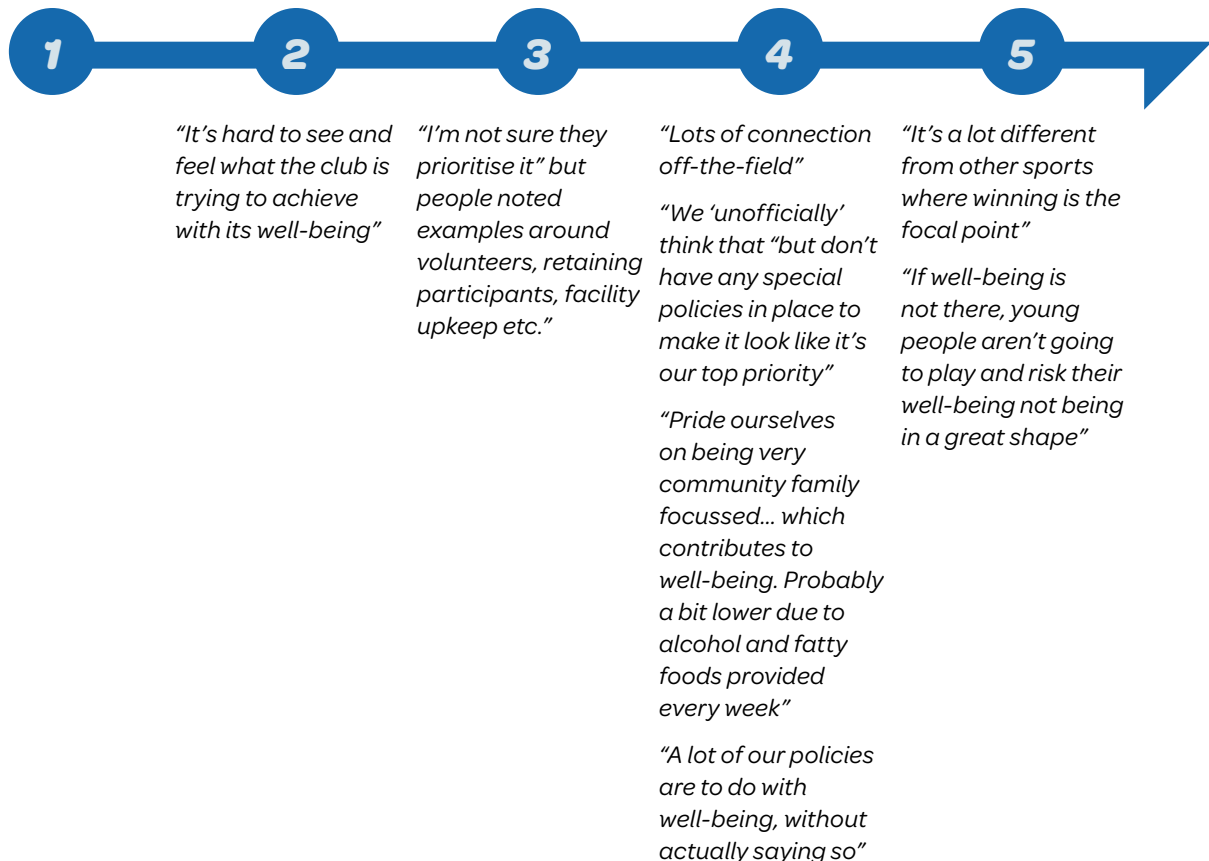 1
2
3
4
5
“It’s hard to see and
feel what the club is
trying to achieve
with its well-being”
“I’m not sure they
prioritise it” but
people noted
examples around
volunteers, retaining
participants, facility
upkeep etc.”
“Lots of connection
off-the-field”
“We ‘unofficially’
think that “but don’t
have any special
policies in place to
make it look like it’s
our top priority”
“Pride ourselves
on being very
community family
focussed... which
contributes to
well-being. Probably
a bit lower due to
alcohol and fatty
foods provided
every week”
“A lot of our policies
are to do with
well-being, without
actually saying so”
“It’s a lot different
from other sports
where winning is the
focal point”
“If well-being is
not there, young
people aren’t going
to play and risk their
well-being not being
in a great shape”